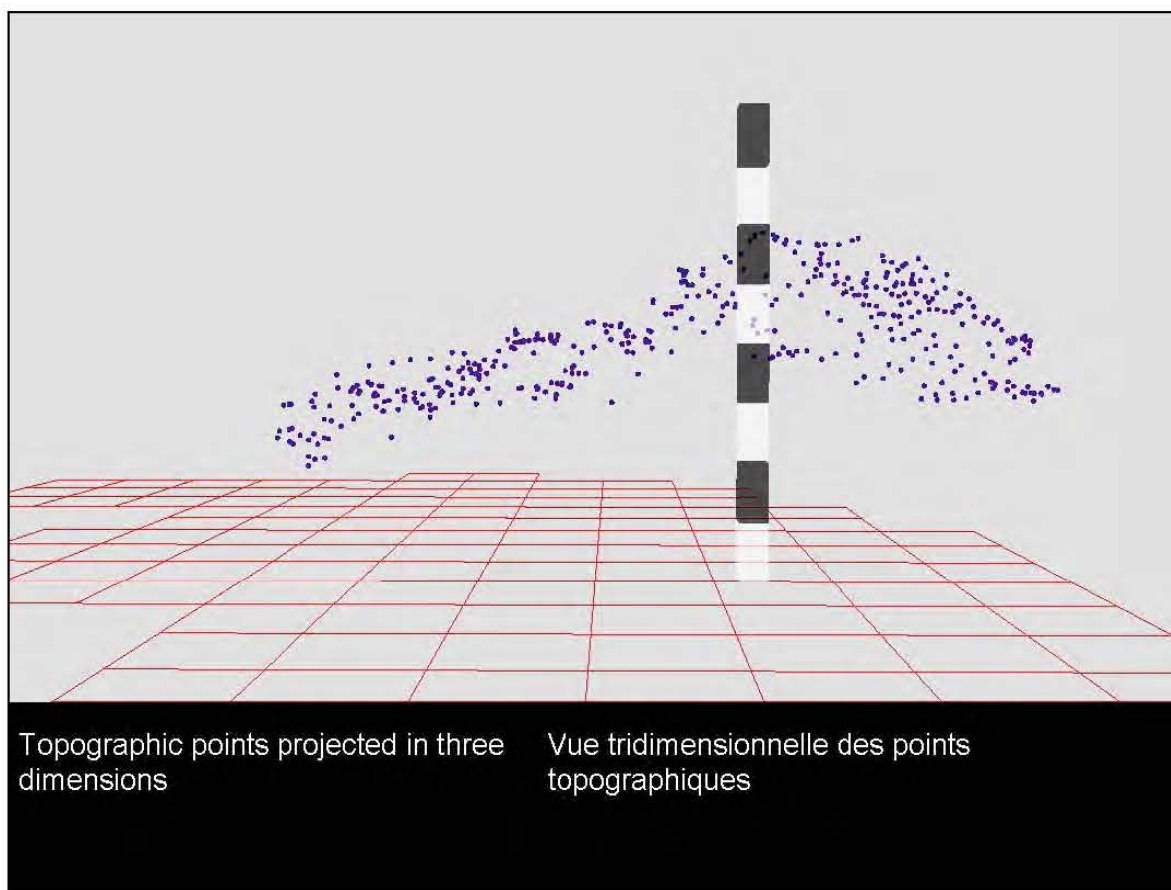 Topographic points projected in three
dimensions
Vue tridimensionnelle des points
topographiques